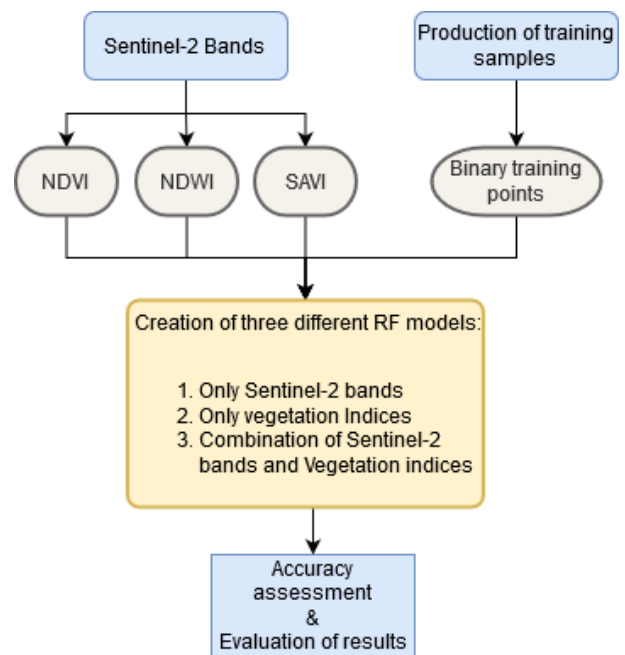 Sentinel-2 Bands
Production of training
samples
NDVI
NDWI
SAVI
Binary training
points
Creation of three different RF models:
1. Only Sentinel-2 bands
2. Only vegetation Indices
3. Combination of Sentinel-2
bands and Vegetation indices
Accuracy
assessment
&
Evaluation of results